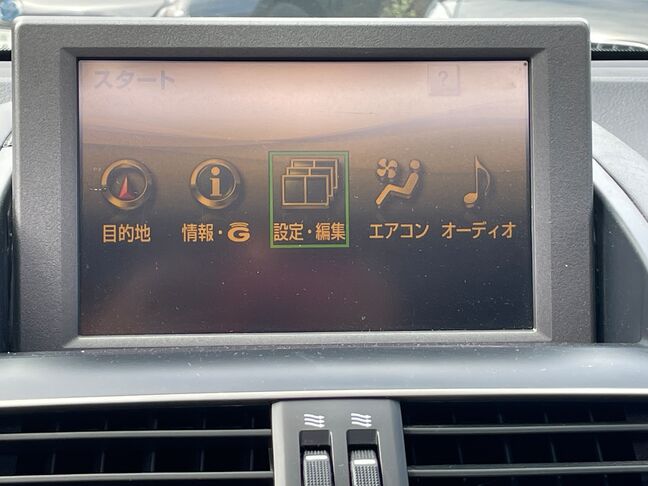 スタート ?
目的地 情報・G 設定・編集 エアコン オーディオ